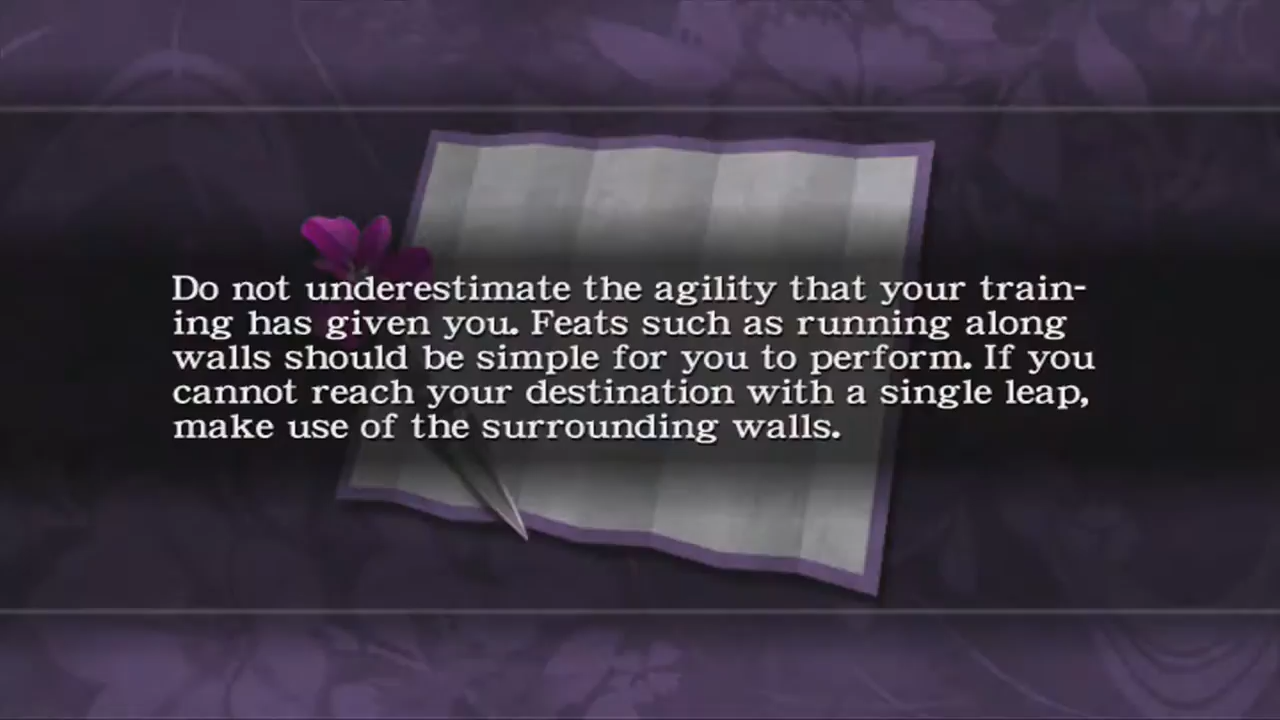 Do not underestimate the agility that your train-
ing has given you. Feats such as running along
walls should be simple for you to perform. If you
cannot reach your destination with a single leap,
make use of the surrounding walls.